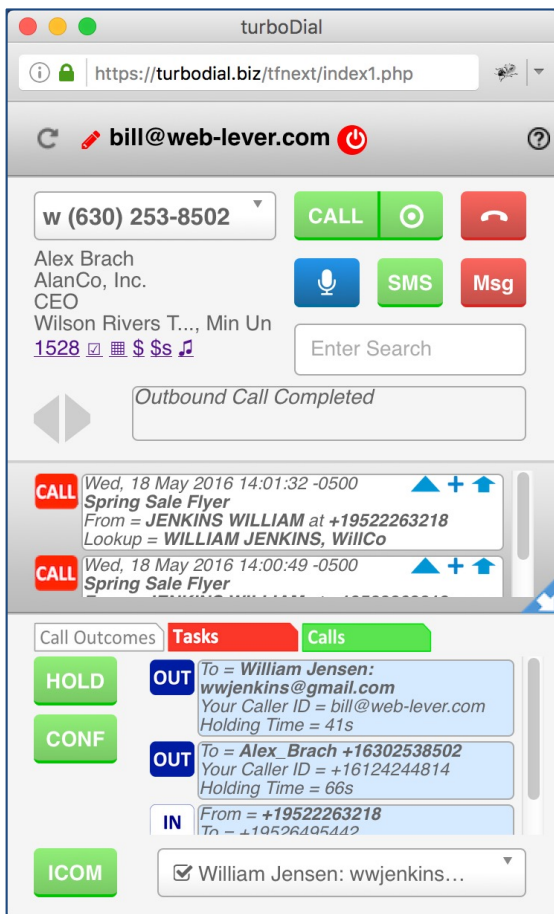 turboDial
https://turbodial.biz/tfnext/index1.php
bill@web-lever.com
w (630) 253-8502
CALL
Alex Brach
AlanCo, Inc.
CEO
Wilson Rivers T..., Min Un
1528 $ $s
SMS
Msg
Enter Search
Outbound Call Completed
CALL
Wed, 18 May 2016 14:01:32 -0500
Spring Sale Flyer
From = JENKINS WILLIAM at +19522263218
Lookup = WILLIAM JENKINS, WillCo
CALL
Wed, 18 May 2016 14:00:49 -0500
Spring Sale Flyer
Call Outcomes
Tasks
Calls
HOLD
CONF
OUT
To = William Jensen:
wwjenkins@gmail.com
Your Caller ID = bill@web-lever.com
Holding Time = 41s
OUT
To = Alex_Brach +16302538502
Your Caller ID = +16124244814
Holding Time = 66s
IN
From = +19522263218
To = +19526495442
ICOM
William Jensen: wwjenkins...